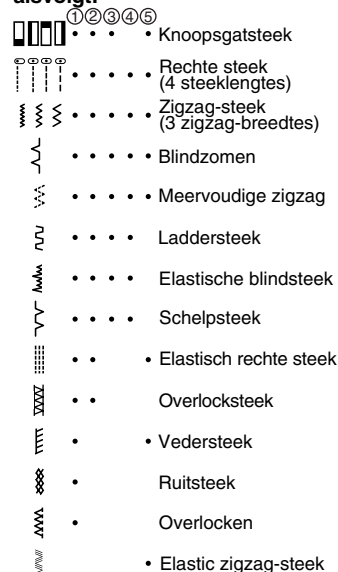 alsvolgt:
①②③④⑤
• • • • Knoopsgatsteek
• • • • • Rechte steek
(4 steeklengtes)
• • • • • Zigzag-steek
(3 zigzag-breedtes)
• • • • • Blindzomen
• • • • • Meervoudige zigzag
• • • • Laddersteek
• • • • Elastische blindsteek
• • • • Schelpsteek
• • • Elastisch rechte steek
• • Overlocksteek
• • Vedersteek
• Ruitsteek
• Overlocken
• Elastic zigzag-steek